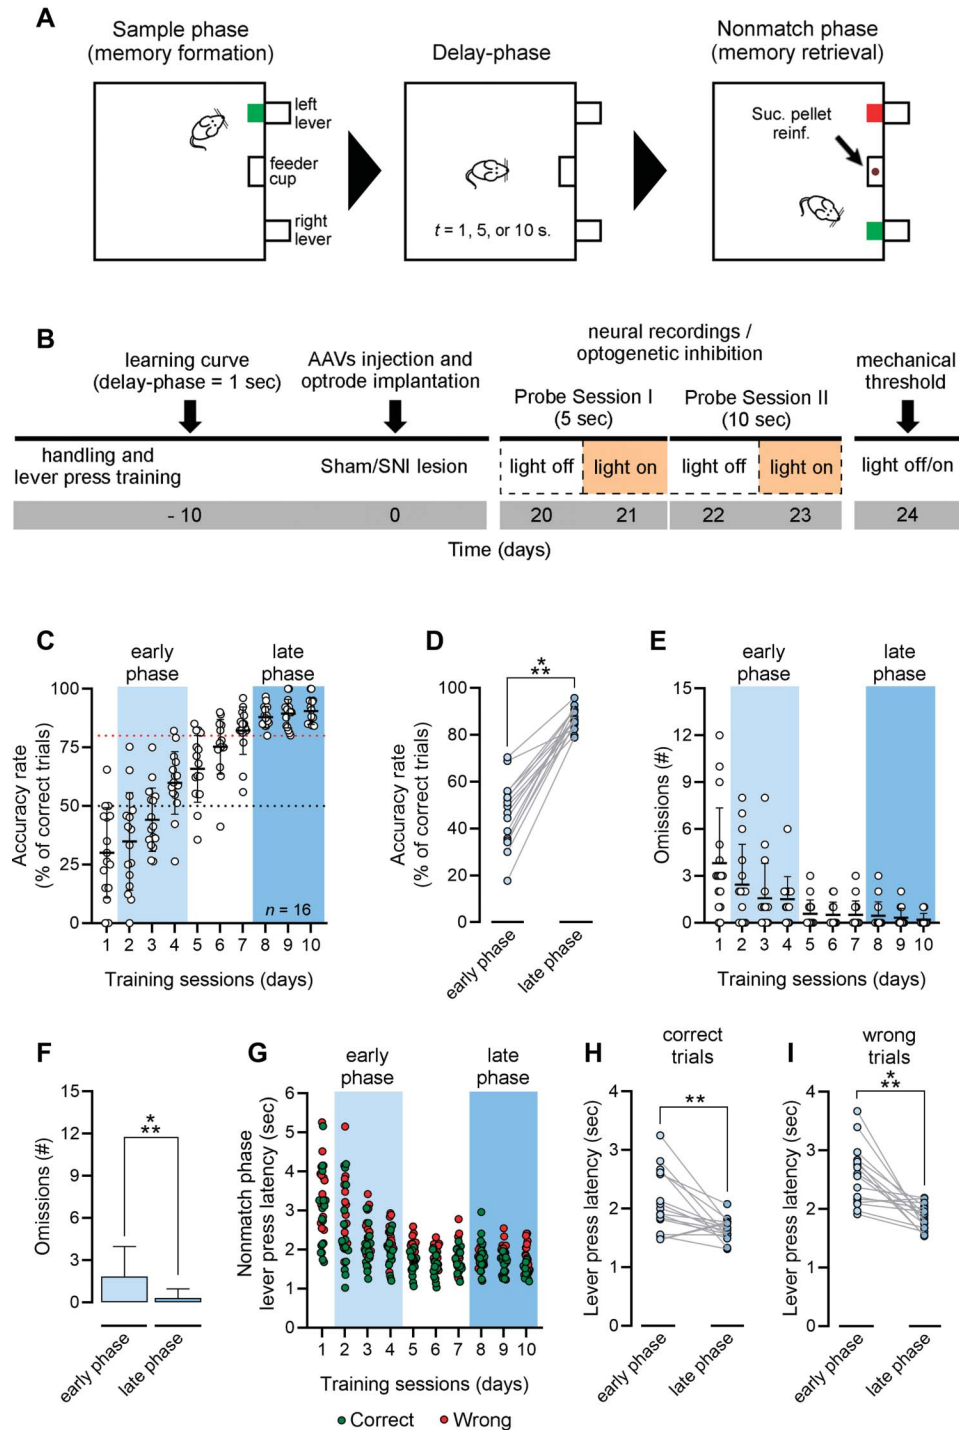 A
Sample phase
(memory formation)
left
lever
feeder
cup
right
lever
Delay-phase
t = 1, 5, or 10 s.
Nonmatch phase
(memory retrieval)
Suc. pellet
reinf.
B
learning curve
(delay-phase = 1 sec)
AAVs injection and
optrode implantation
neural recordings /
optogenetic inhibition
Probe Session I
(5 sec)
Probe Session II
(10 sec)
mechanical
threshold
handling and
lever press training
Sham/SNI lesion
light off
light on
light off
light on
light off/on
- 10
0
20
21
22
23
24
Time (days)
C
early
phase
late
phase
Accuracy rate
(% of correct trials)
100
75
50
25
0
n = 16
1 2 3 4 5 6 7 8 9 10
Training sessions (days)
D
*
**
Accuracy rate
(% of correct trials)
100
80
60
40
20
0
early phase
late phase
E
early
phase
late
phase
Omissions (#)
15
12
9
6
3
0
1 2 3 4 5 6 7 8 9 10
Training sessions (days)
F
*
**
Omissions (#)
15
12
9
6
3
0
early phase
late phase
G
early
phase
late
phase
Nonmatch phase
lever press latency (sec)
6
5
4
3
2
1
0
1 2 3 4 5 6 7 8 9 10
Training sessions (days)
Correct
Wrong
H
correct
trials
**
Lever press latency (sec)
4
3
2
1
0
early phase
late phase
I
wrong
trials
*
**
Lever press latency (sec)
4
3
2
1
0
early phase
late phase